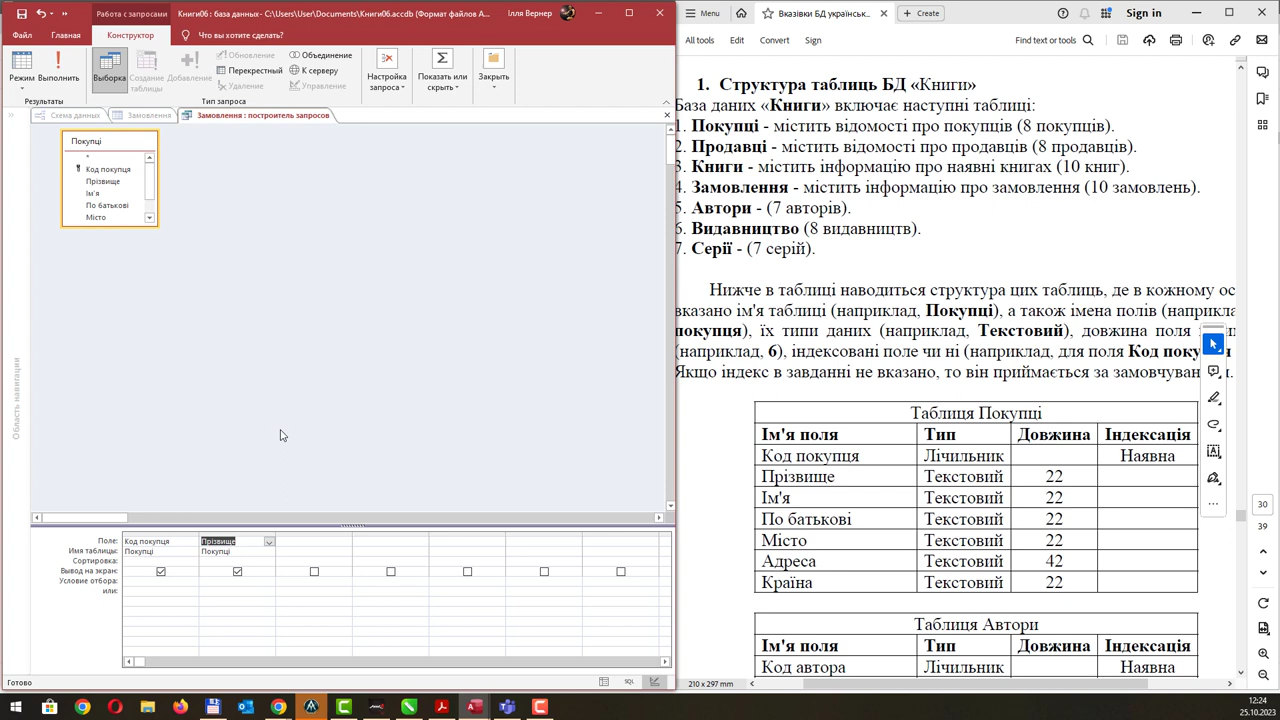 Работа с запросами
Книги06 : база данных- C:\Users\User\Documents\Книги06.accdb (Формат файлов A...
Ілля Вернер
Файл
Главная
Конструктор
Что вы хотите сделать?
Режим
Выполнить
Выборка
Создание таблицы
Добавление
Обновление
Перекрестный
Удаление
Объединение
К серверу
Управление
Настройка запроса
Показать или скрыть
Закрыть
Результаты
Тип запроса
Схема данных
Замовлення
Замовлення : построитель запросов
Область навигации
Покупці
*
Код покупця
Прізвище
Ім'я
По батькові
Місто
Поле:
Код покупця
Прізвище
Имя таблицы:
Покупці
Покупці
Сортировка:
Вывод на экран:
Условие отбора:
или:
Готово
SQL
Menu
Вказівки БД українськ...
Create
Sign in
All tools
Edit
Convert
Sign
Find text or tools
1. Структура таблиць БД «Книги»
База даних «Книги» включає наступні таблиці:
1. Покупці - містить відомості про покупців (8 покупців).
2. Продавці - містить відомості про продавців (8 продавців).
3. Книги - містить інформацію про наявні книгах (10 книг).
4. Замовлення - містить інформацію про замовлення (10 замовлень).
5. Автори - (7 авторів).
6. Видавництво (8 видавництв).
7. Серії - (7 серій).
Нижче в таблиці наводиться структура цих таблиць, де в кожному ос
вказано ім'я таблиці (наприклад, Покупці), а також імена полів (наприкла
покупця), їх типи даних (наприклад, Текстовий), довжина поля
(наприклад, 6), індексовані поле чи ні (наприклад, для поля Код поку
Якщо індекс в завданні не вказано, то він приймається за замовчуван
Таблиця Покупці
Ім'я поля Тип Довжина Індексація
Код покупця Лічильник Наявна
Прізвище Текстовий 22
Ім'я Текстовий 22
По батькові Текстовий 22
Місто Текстовий 22
Адреса Текстовий 42
Країна Текстовий 22
Таблиця Автори
Ім'я поля Тип Довжина Індексація
Код автора Лічильник Наявна
30
39
210 x 297 mm
12:24
25.10.2023